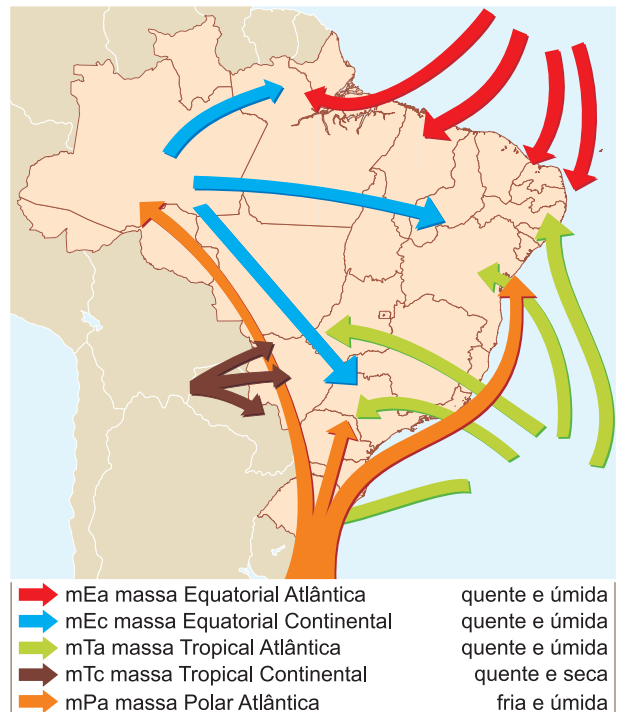 mEa massa Equatorial Atlântica quente e úmida
mEc massa Equatorial Continental quente e úmida
mTa massa Tropical Atlântica quente e úmida
mTc massa Tropical Continental quente e seca
mPa massa Polar Atlântica fria e úmida